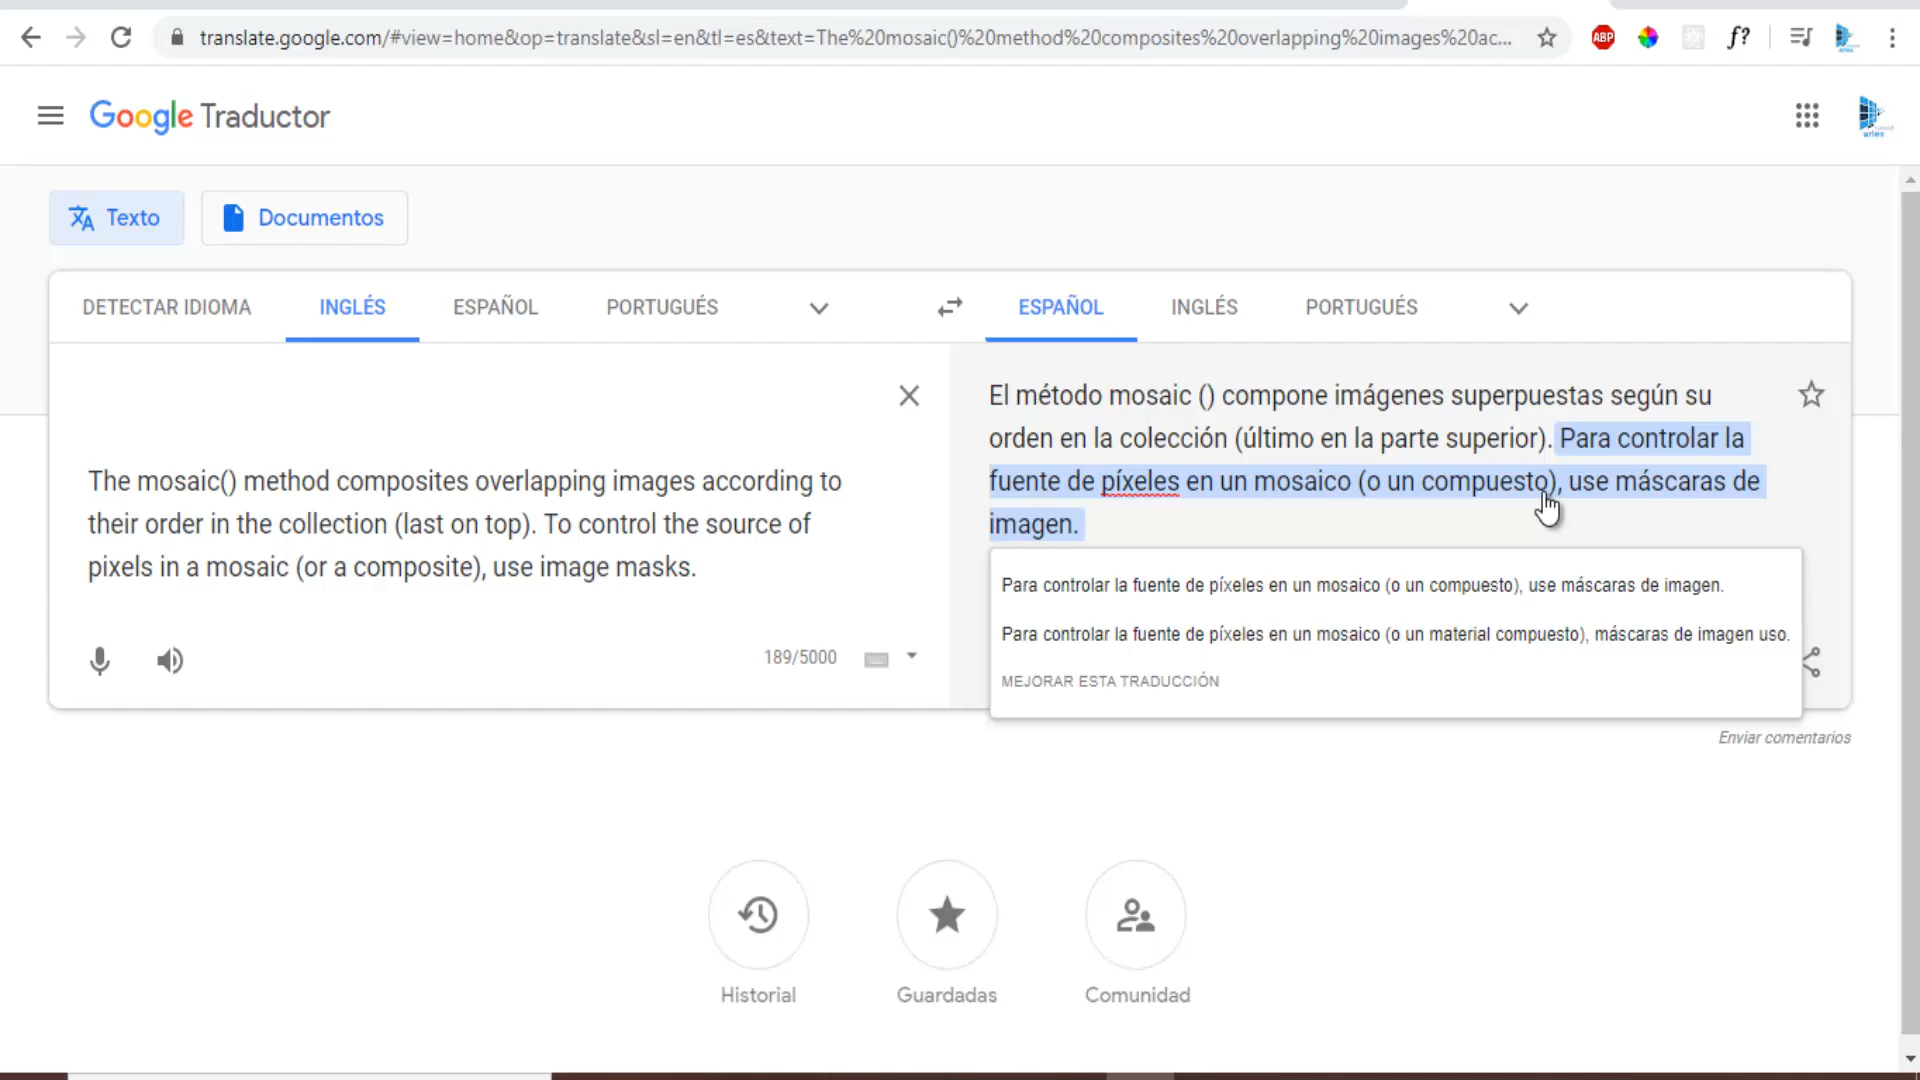 translate.google.com/#view=home&op=translate&sl=en&tl=es&text=The%20mosaic()%20method%20composites%20overlapping%20images%20ac...
ABP
f?
Google Traductor
aries
Texto
Documentos
DETECTAR IDIOMA
INGLÉS
ESPAÑOL
PORTUGUÉS
ESPAÑOL
INGLÉS
PORTUGUÉS
The mosaic() method composites overlapping images according to
their order in the collection (last on top). To control the source of
pixels in a mosaic (or a composite), use image masks.
189/5000
El método mosaic () compone imágenes superpuestas según su
orden en la colección (último en la parte superior). Para controlar la
fuente de píxeles en un mosaico (o un compuesto), use máscaras de
imagen.
Para controlar la fuente de píxeles en un mosaico (o un compuesto), use máscaras de imagen.
Para controlar la fuente de píxeles en un mosaico (o un material compuesto), máscaras de imagen uso.
MEJORAR ESTA TRADUCCIÓN
Enviar comentarios
Historial
Guardadas
Comunidad